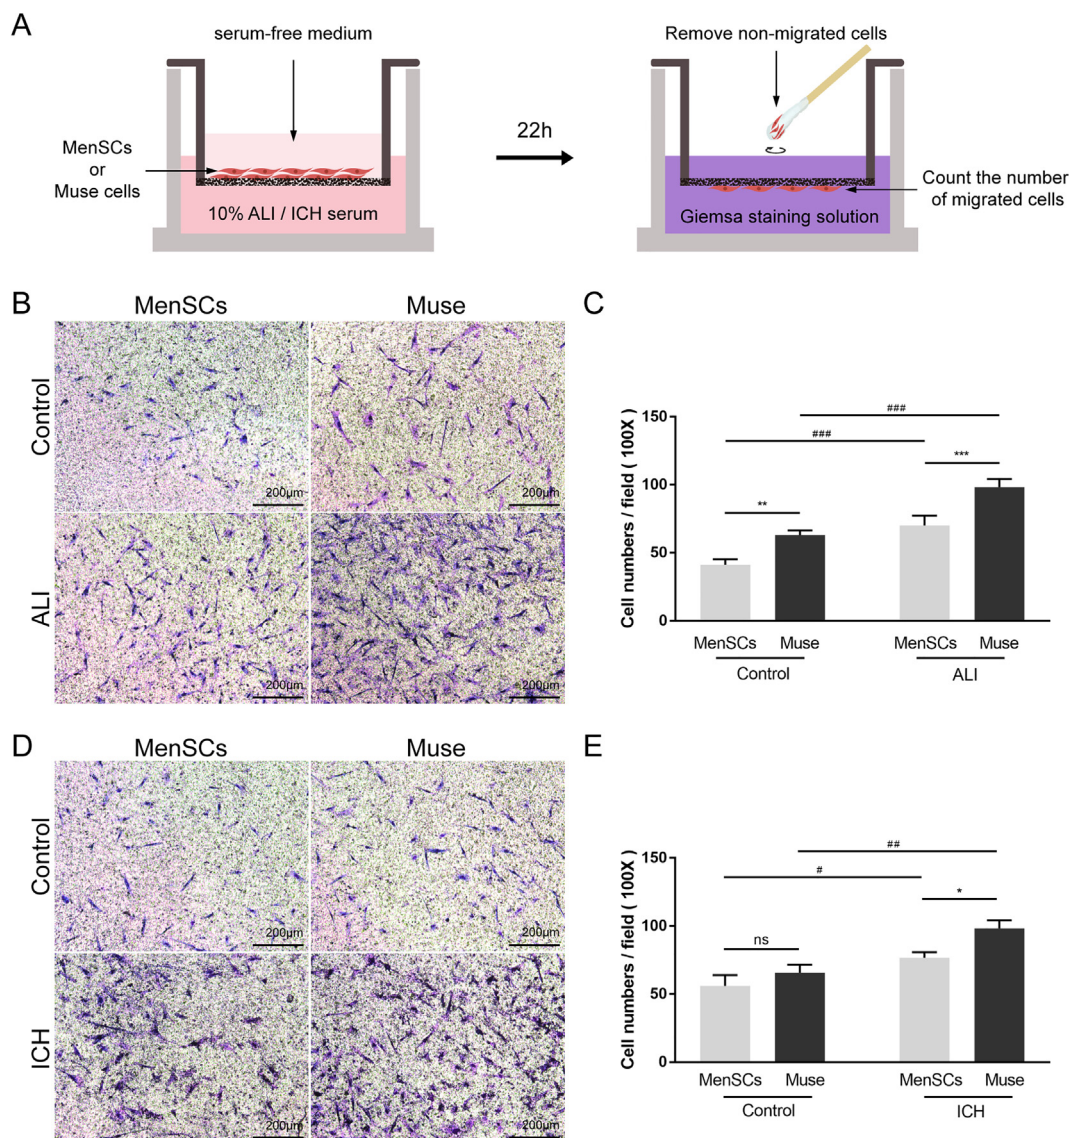 A
serum-free medium
MenSCs
or
Muse cells
10% ALI / ICH serum
22h
Remove non-migrated cells
Count the number
of migrated cells
Giemsa staining solution
B
MenSCs
Muse
Control
200μm
200μm
ALI
200μm
200μm
C
Cell numbers / field ( 100X )
150
100
50
0
###
###
***
**
MenSCs Muse MenSCs Muse
Control ALI
D
MenSCs
Muse
Control
200μm
200μm
ICH
200μm
200μm
E
Cell numbers / field ( 100X )
150
100
50
0
##
#
*
ns
MenSCs Muse MenSCs Muse
Control ICH